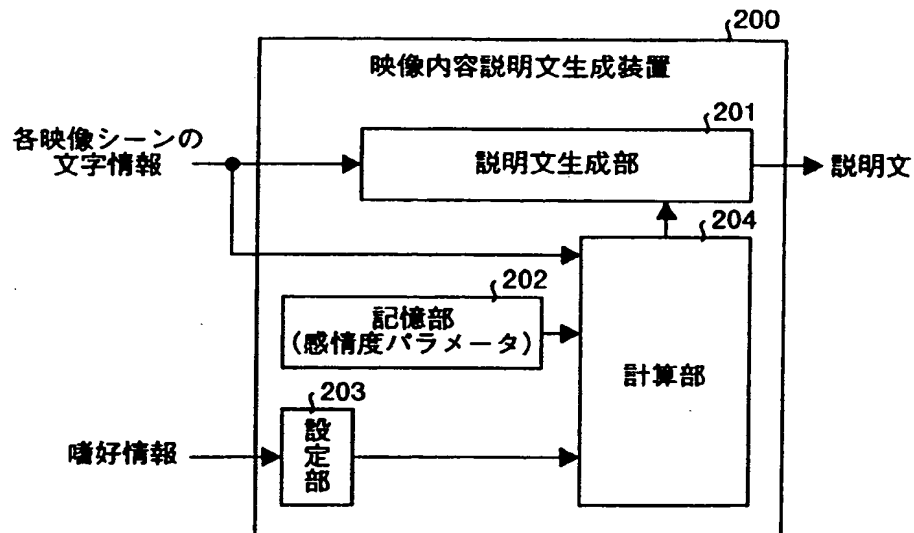 200
映像内容説明文生成装置
各映像シーンの
文字情報
201
説明文生成部
説明文
204
計算部
202
記憶部
(感情度パラメータ)
203
嗜好情報
設定部